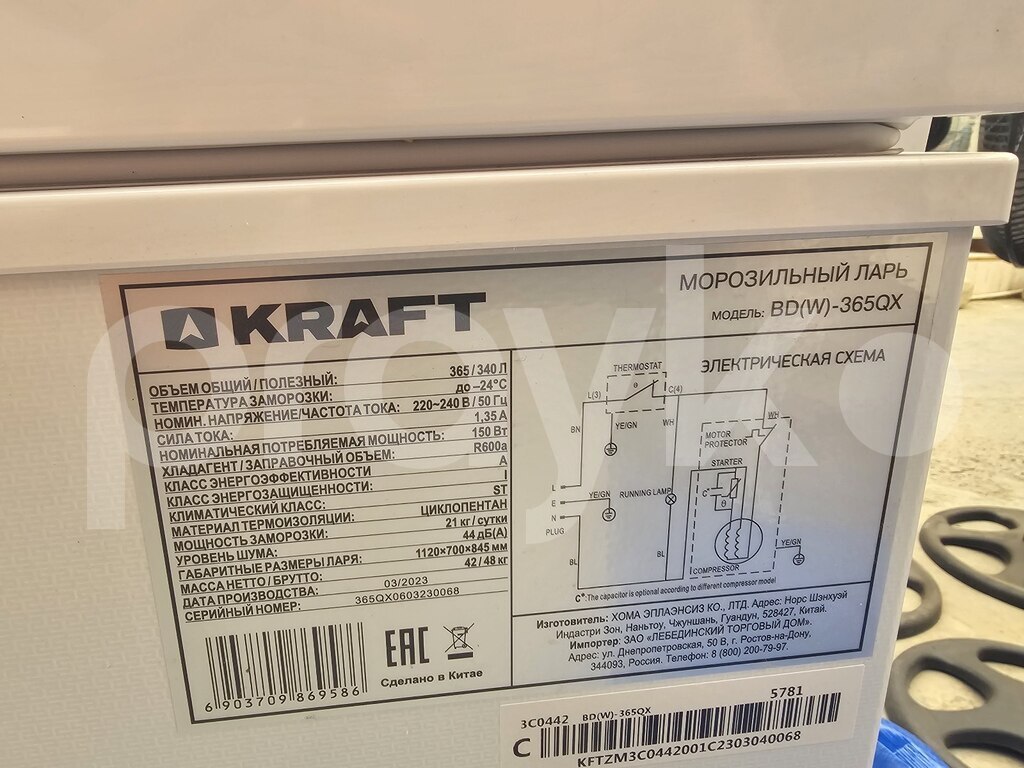 KRAFT
МОРОЗИЛЬНЫЙ ЛАРЬ
МОДЕЛЬ: BD(W)-365QX
ОБЪЕМ ОБЩИЙ / ПОЛЕЗНЫЙ: 365 / 340 Л
ТЕМПЕРАТУРА ЗАМОРОЗКИ: до –24°C
НОМИН. НАПРЯЖЕНИЕ/ЧАСТОТА ТОКА: 220~240 В / 50 Гц
СИЛА ТОКА: 1.35 А
НОМИНАЛЬНАЯ ПОТРЕБЛЯЕМАЯ МОЩНОСТЬ: 150 Вт
ХЛАДАГЕНТ / ЗАПРАВОЧНЫЙ ОБЪЕМ: R600a
КЛАСС ЭНЕРГОЭФФЕКТИВНОСТИ A
КЛАСС ЭНЕРГОЗАЩИЩЕННОСТИ: I
КЛИМАТИЧЕСКИЙ КЛАСС: ST
МАТЕРИАЛ ТЕРМОИЗОЛЯЦИИ: ЦИКЛОПЕНТАН
МОЩНОСТЬ ЗАМОРОЗКИ: 21 кг / сутки
УРОВЕНЬ ШУМА: 44 дБ(А)
ГАБАРИТНЫЕ РАЗМЕРЫ ЛАРЯ: 1120×700×845 мм
МАССА НЕТТО / БРУТТО: 42 / 48 кг
ДАТА ПРОИЗВОДСТВА: 03/2023
СЕРИЙНЫЙ НОМЕР: 365QX0603230068
6 903709 869586
EAC
Сделано в Китае
ЭЛЕКТРИЧЕСКАЯ СХЕМА
THERMOSTAT
θ
L(3) C(4)
BN YE/GN WH WH
MOTOR
PROTECTOR
STARTER
C*
θ
L
E YE/GN RUNNING LAMP
N
PLUG
YE/GN
BL BL
COMPRESSOR
C*:The capacitor is optional according to different compressor model
Изготовитель: ХОМА ЭПЛАЭНСИЗ КО., ЛТД. Адрес: Норс Шэнхуэй
Индастри Зон, Наньтоу, Чжуншань, Гуандун, 528427, Китай.
Импортер: ЗАО «ЛЕБЕДИНСКИЙ ТОРГОВЫЙ ДОМ».
Адрес: ул. Днепропетровская, 50 В, г. Ростов-на-Дону,
344093, Россия. Телефон: 8 (800) 200-79-97.
3C0442 BD(W)-365QX 5781
C
KFTZM3C0442001C2303040068
proyko